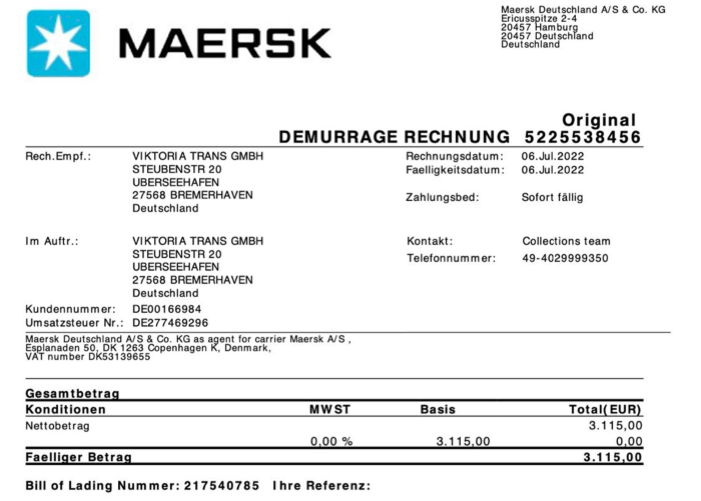 MAERSK
Maersk Deutschland A/S & Co. KG
Ericusspitze 2-4
20457 Hamburg
20457 Deutschland
Deutschland
Original
DEMURRAGE RECHNUNG 5225538456
Rech.Empf.: VIKTORIA TRANS GMBH Rechnungsdatum: 06.Jul.2022
STEUBENSTR 20 Faelligkeitsdatum: 06.Jul.2022
UBERSEEHAFEN
27568 BREMERHAVEN Zahlungsbed: Sofort fällig
Deutschland
Im Auftr.: VIKTORIA TRANS GMBH Kontakt: Collections team
STEUBENSTR 20 Telefonnummer: 49-4029999350
UBERSEEHAFEN
27568 BREMERHAVEN
Deutschland
Kundennummer: DE00166984
Umsatzsteuer Nr.: DE277469296
Maersk Deutschland A/S & Co. KG as agent for carrier Maersk A/S ,
Esplanaden 50, DK 1263 Copenhagen K, Denmark,
VAT number DK53139655
Gesamtbetrag
Konditionen MWST Basis Total(EUR)
Nettobetrag 3.115,00
0,00 % 3.115,00 0,00
Faelliger Betrag 3.115,00
Bill of Lading Nummer: 217540785 Ihre Referenz: